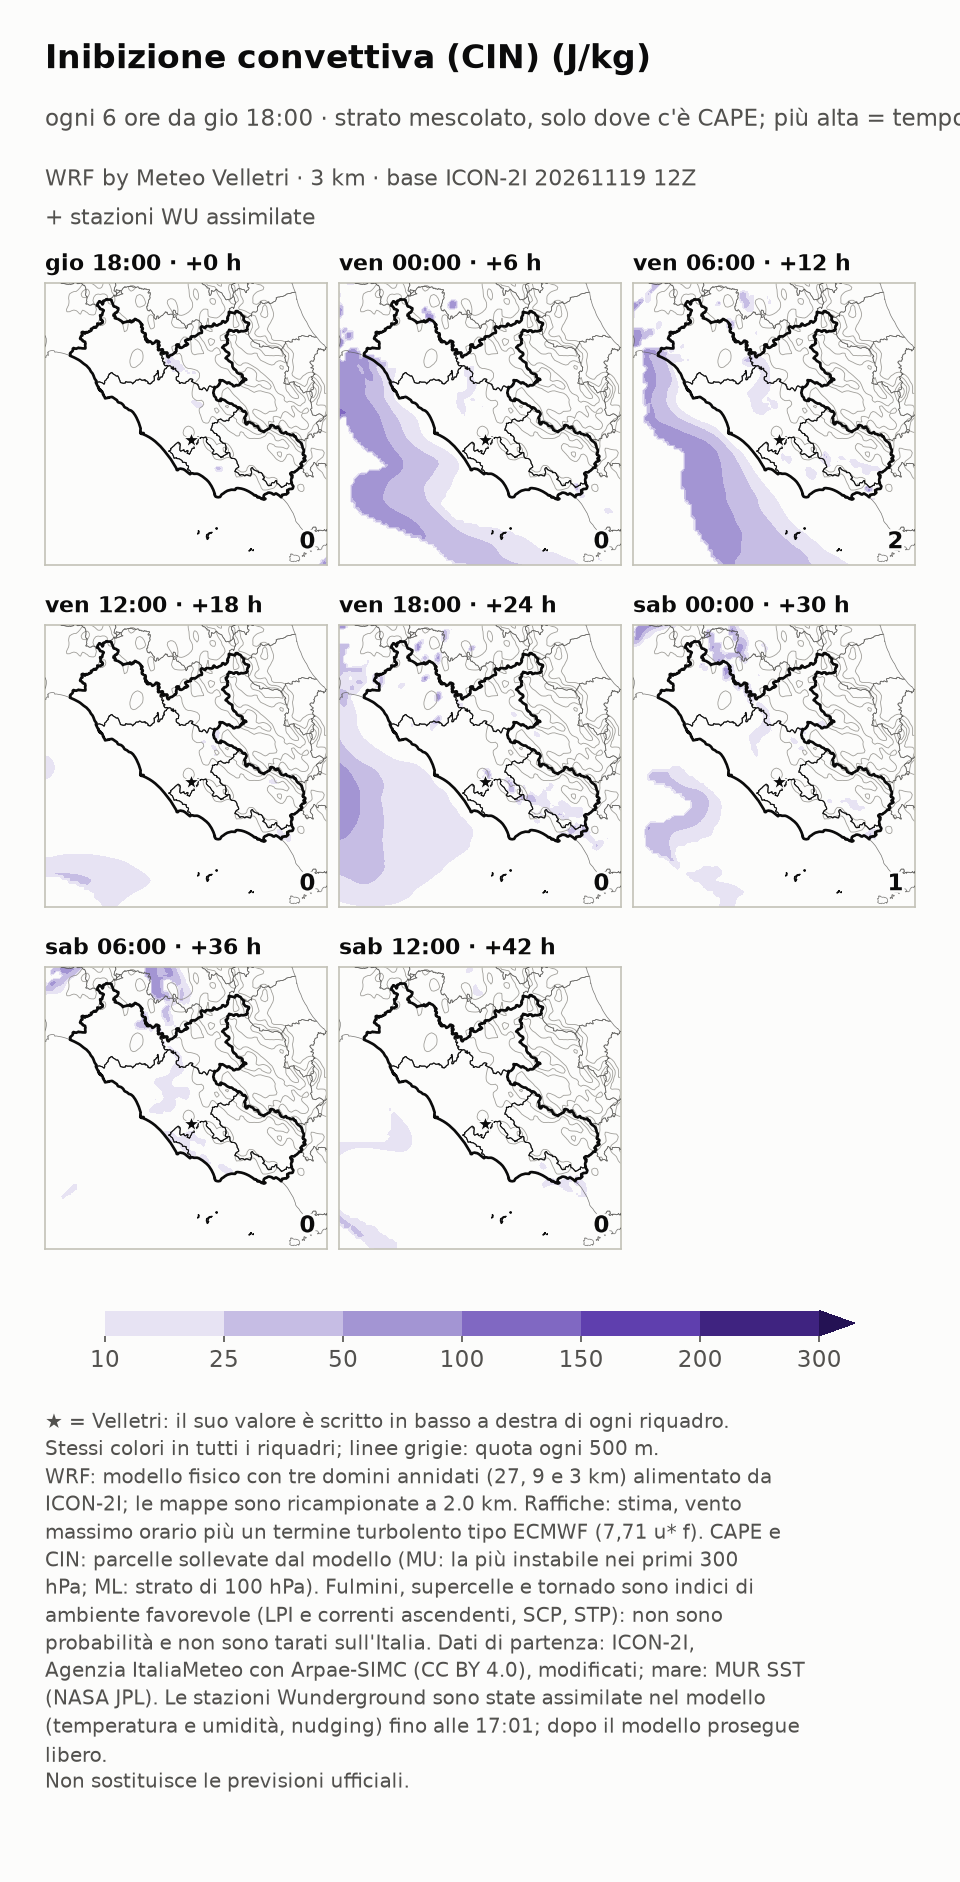 Inibizione convettiva (CIN) (J/kg)
ogni 6 ore da gio 18:00 · strato mescolato, solo dove c'è CAPE; più alta = tempo
WRF by Meteo Velletri · 3 km · base ICON-2I 20261119 12Z
+ stazioni WU assimilate
gio 18:00 · +0 h
ven 00:00 · +6 h
ven 06:00 · +12 h
0
0
2
ven 12:00 · +18 h
ven 18:00 · +24 h
sab 00:00 · +30 h
0
0
1
sab 06:00 · +36 h
sab 12:00 · +42 h
0
0
10 25 50 100 150 200 300
★ = Velletri: il suo valore è scritto in basso a destra di ogni riquadro.
Stessi colori in tutti i riquadri; linee grigie: quota ogni 500 m.
WRF: modello fisico con tre domini annidati (27, 9 e 3 km) alimentato da
ICON-2I; le mappe sono ricampionate a 2.0 km. Raffiche: stima, vento
massimo orario più un termine turbolento tipo ECMWF (7,71 u* f). CAPE e
CIN: parcelle sollevate dal modello (MU: la più instabile nei primi 300
hPa; ML: strato di 100 hPa). Fulmini, supercelle e tornado sono indici di
ambiente favorevole (LPI e correnti ascendenti, SCP, STP): non sono
probabilità e non sono tarati sull'Italia. Dati di partenza: ICON-2I,
Agenzia ItaliaMeteo con Arpae-SIMC (CC BY 4.0), modificati; mare: MUR SST
(NASA JPL). Le stazioni Wunderground sono state assimilate nel modello
(temperatura e umidità, nudging) fino alle 17:01; dopo il modello prosegue
libero.
Non sostituisce le previsioni ufficiali.